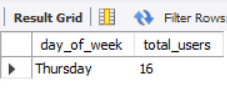 Result Grid Filter Rows:
day_of_week total_users
Thursday 16